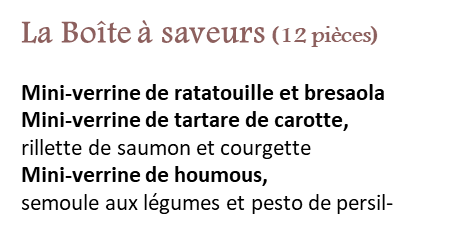 La Boîte à saveurs (12 pièces)
Mini-verrine de ratatouille et bresaola
Mini-verrine de tartare de carotte,
rillette de saumon et courgette
Mini-verrine de houmous,
semoule aux légumes et pesto de persil-